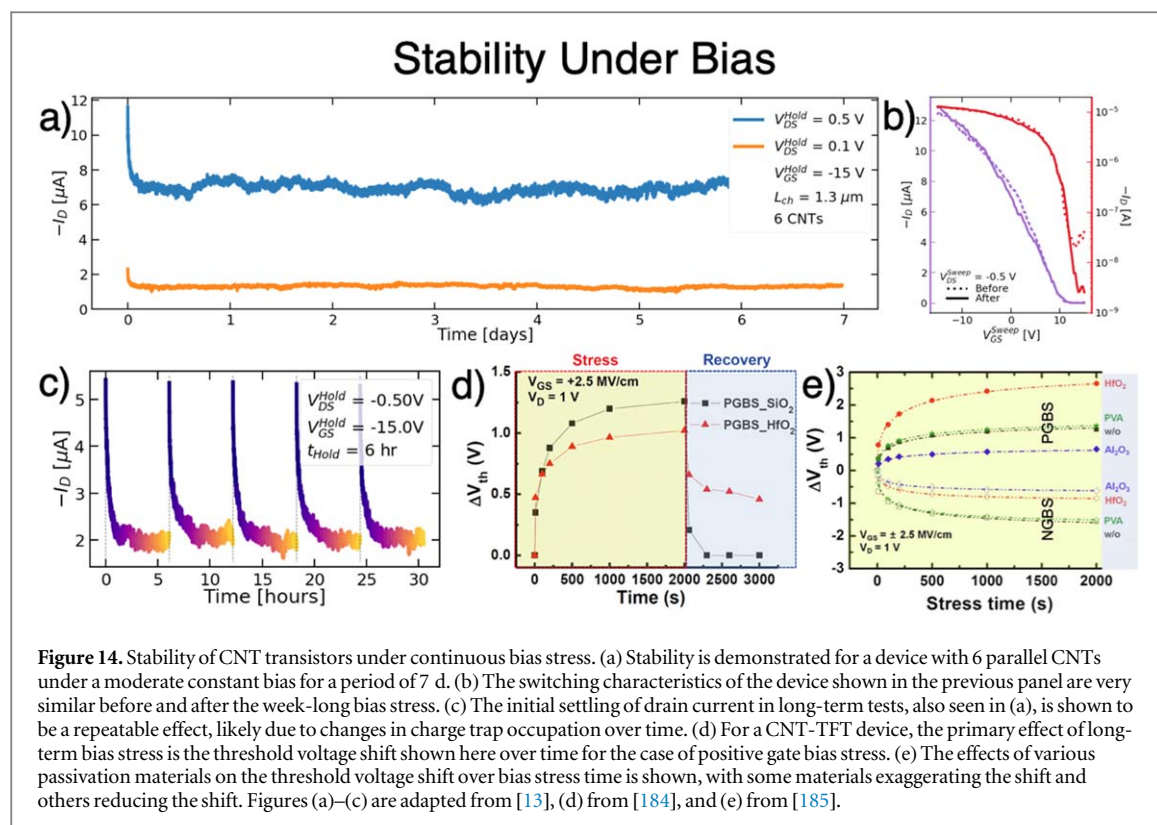 Stability Under Bias
a)
12
10
8
6
4
2
0
−I_D [μA]
V_DS^Hold = 0.5 V
V_DS^Hold = 0.1 V
V_GS^Hold = -15 V
L_ch = 1.3 μm
6 CNTs
0 1 2 3 4 5 6 7
Time [days]
b)
12
10
8
6
4
2
0
−I_D [μA]
10⁻⁵
10⁻⁶
10⁻⁷
10⁻⁸
10⁻⁹
−I_D [A]
V_DS^Sweep = -0.5 V
Before
After
−10 0 10
V_GS^Sweep [V]
c)
5
4
3
2
−I_D [μA]
V_DS^Hold = -0.50V
V_GS^Hold = -15.0V
t_Hold = 6 hr
0 5 10 15 20 25 30
Time [hours]
d)
Stress Recovery
1.5
1.0
0.5
0.0
ΔV_th (V)
V_GS = +2.5 MV/cm
V_D = 1 V
PGBS_SiO₂
PGBS_HfO₂
0 500 1000 1500 2000 2500 3000
Time (s)
e)
3
2
1
0
-1
-2
-3
ΔV_th (V)
PGBS
NGBS
HfO₂
PVA
w/o
Al₂O₃
Al₂O₃
HfO₂
PVA
w/o
V_GS = ± 2.5 MV/cm
V_D = 1 V
0 500 1000 1500 2000
Stress time (s)
Figure 14. Stability of CNT transistors under continuous bias stress. (a) Stability is demonstrated for a device with 6 parallel CNTs
under a moderate constant bias for a period of 7 d. (b) The switching characteristics of the device shown in the previous panel are very
similar before and after the week-long bias stress. (c) The initial settling of drain current in long-term tests, also seen in (a), is shown to
be a repeatable effect, likely due to changes in charge trap occupation over time. (d) For a CNT-TFT device, the primary effect of long-
term bias stress is the threshold voltage shift shown here over time for the case of positive gate bias stress. (e) The effects of various
passivation materials on the threshold voltage shift over bias stress time is shown, with some materials exaggerating the shift and
others reducing the shift. Figures (a)–(c) are adapted from [13], (d) from [184], and (e) from [185].